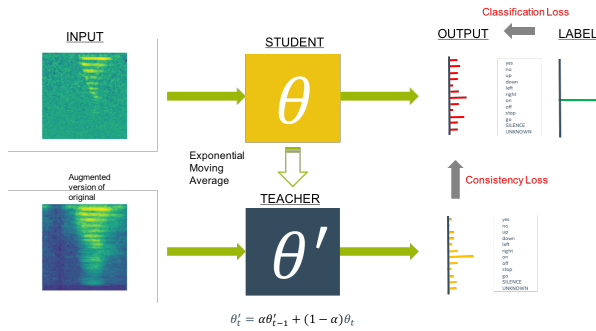 Classification Loss
INPUT
STUDENT
OUTPUT
LABEL
θ
yes
no
up
down
left
right
on
off
stop
go
SILENCE
UNKNOWN
Exponential
Moving
Average
Consistency Loss
Augmented
version of
original
TEACHER
θ′
yes
no
up
down
left
right
on
off
stop
go
SILENCE
UNKNOWN
θ′ₜ = αθ′ₜ₋₁ + (1 − α)θₜ